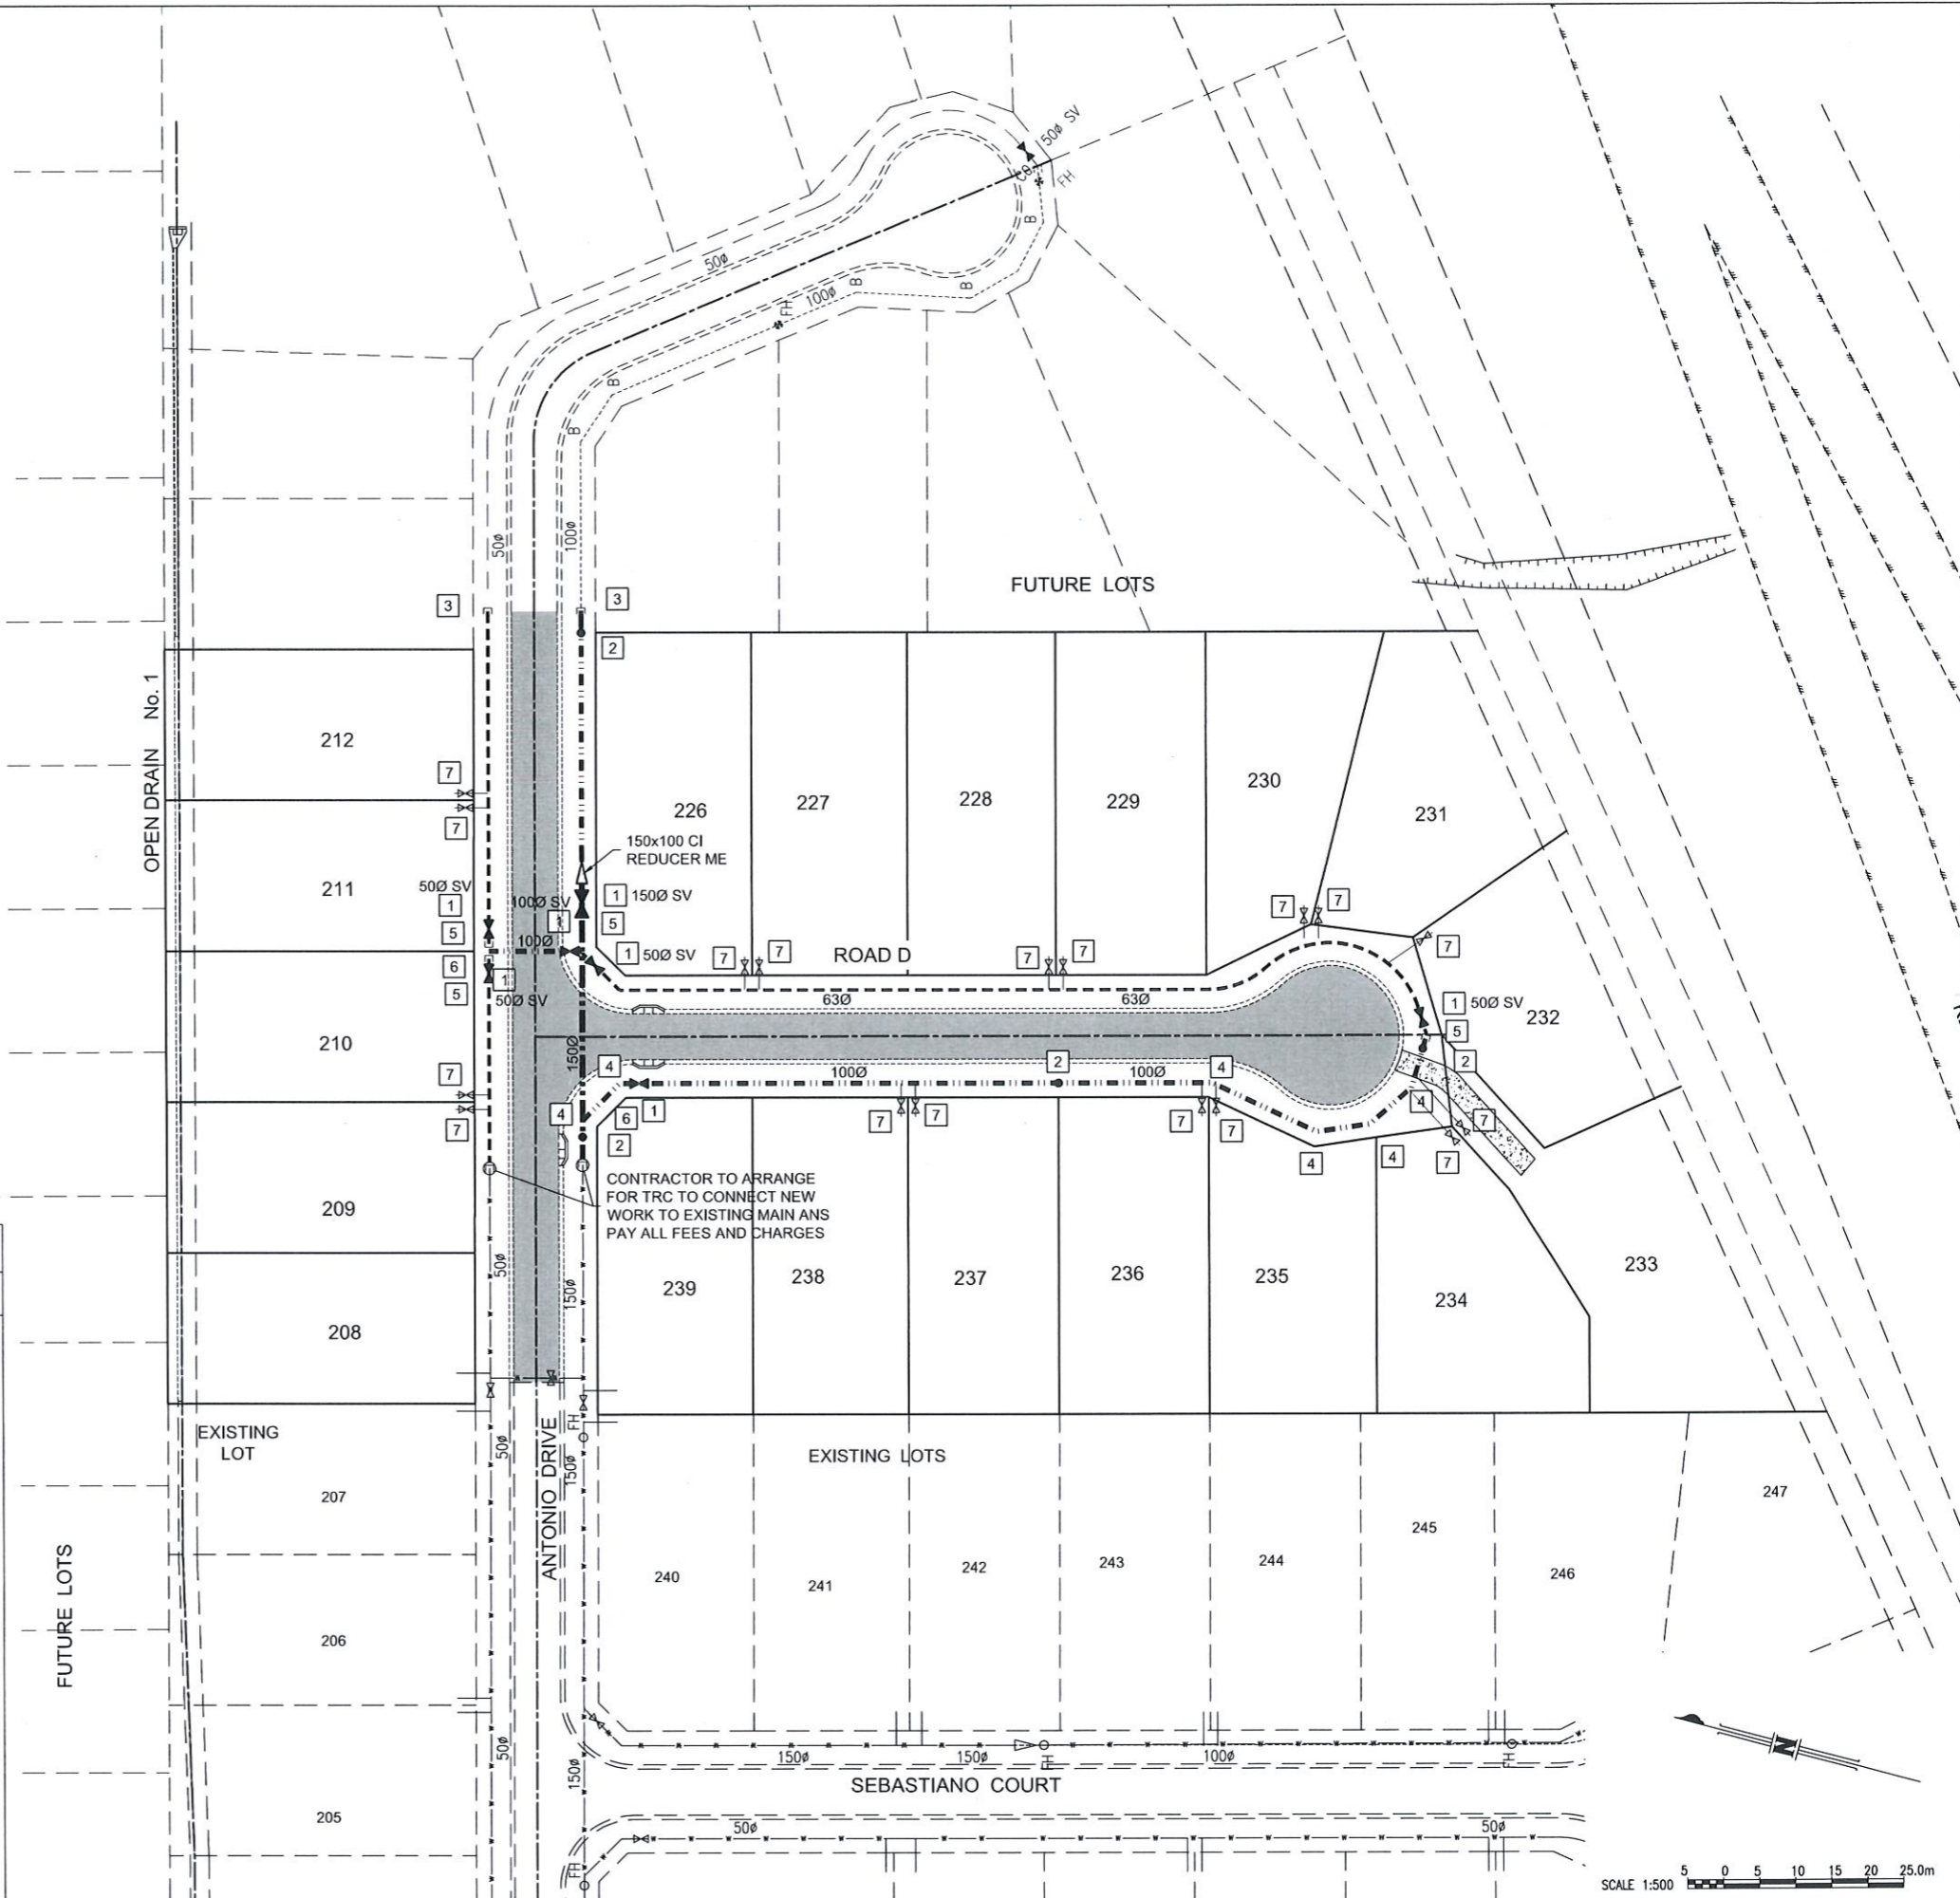 50ø SV
CO
FH
B
50ø
B
B
100ø
FH
B
B
50ø
100ø
FUTURE LOTS
3
3
2
OPEN DRAIN No. 1
212
7
7
226
227
228
229
230
231
150x100 CI
REDUCER ME
211
50Ø SV
1
5
100Ø SV
1
1 150Ø SV
5
100Ø
1 50Ø SV
7
7
ROAD D
7
7
7
7
7
6
5
1
50Ø SV
63Ø
63Ø
1 50Ø SV
5
232
210
150Ø
4
2
4
2
100Ø
100Ø
7
7
4
6
1
2
7
7
7
7
4
7
4
4
7
CONTRACTOR TO ARRANGE
FOR TRC TO CONNECT NEW
WORK TO EXISTING MAIN ANS
PAY ALL FEES AND CHARGES
209
50ø
150ø
239
238
237
236
235
234
233
208
EXISTING
LOT
FH
50ø
150ø
ANTONIO DRIVE
EXISTING LOTS
207
247
245
243
244
242
246
240
241
FUTURE LOTS
206
50ø
150ø
150ø
150ø
FH
100ø
FH
N
SEBASTIANO COURT
205
50ø
50ø
FH
SCALE 1:500
5 0 5 10 15 20 25.0m